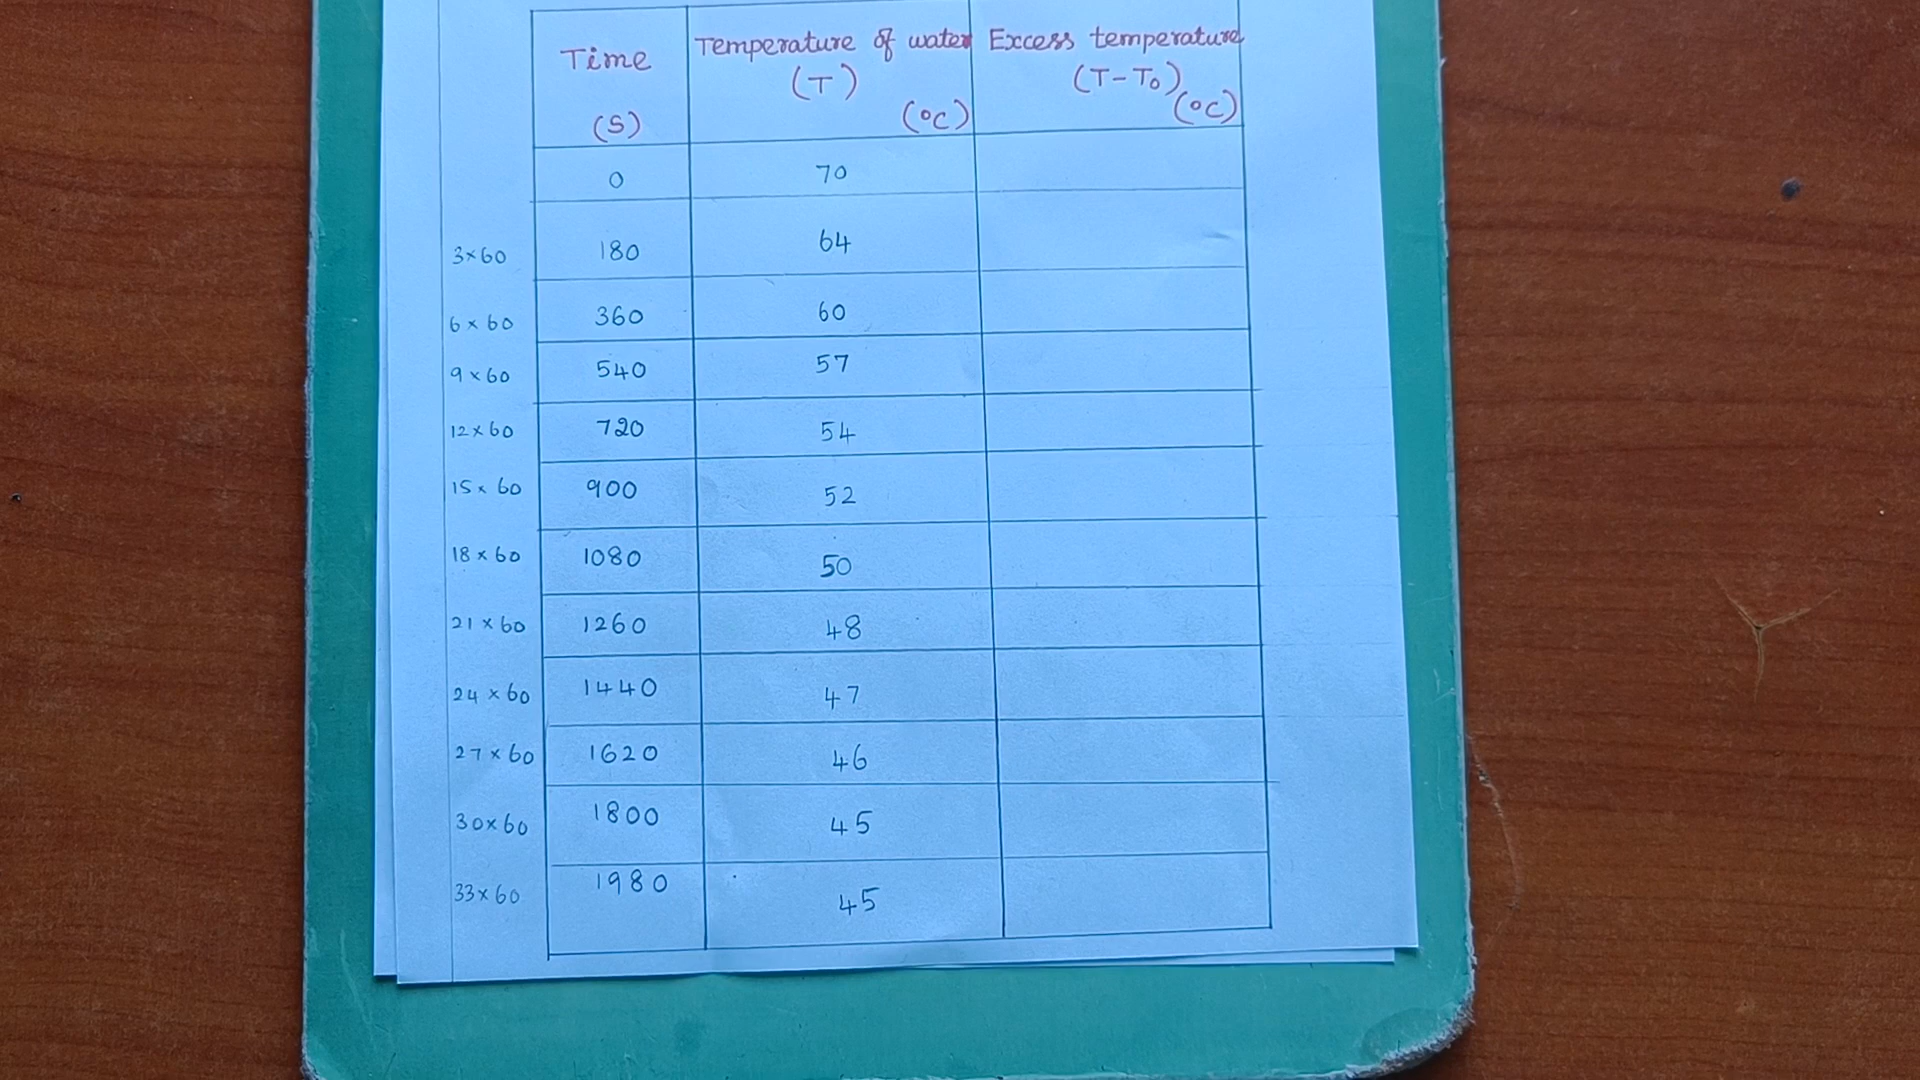 Time Temperature of water Excess temperature
(S) (T) (°C) (T-T₀) (°C)
0 70
3×60 180 64
6×60 360 60
9×60 540 57
12×60 720 54
15×60 900 52
18×60 1080 50
21×60 1260 48
24×60 1440 47
27×60 1620 46
30×60 1800 45
33×60 1980 45